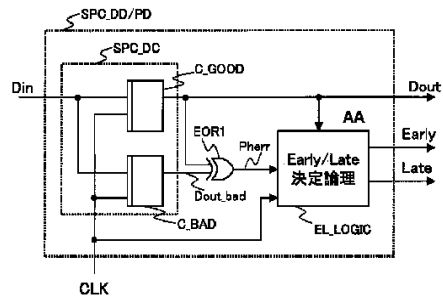 SPC_DD/PD
SPC_DC
C_GOOD
Din
Dout
EOR1
Pherr
AA
Early
Early/Late
決定論理
Late
Dout_bad
C_BAD
EL_LOGIC
CLK